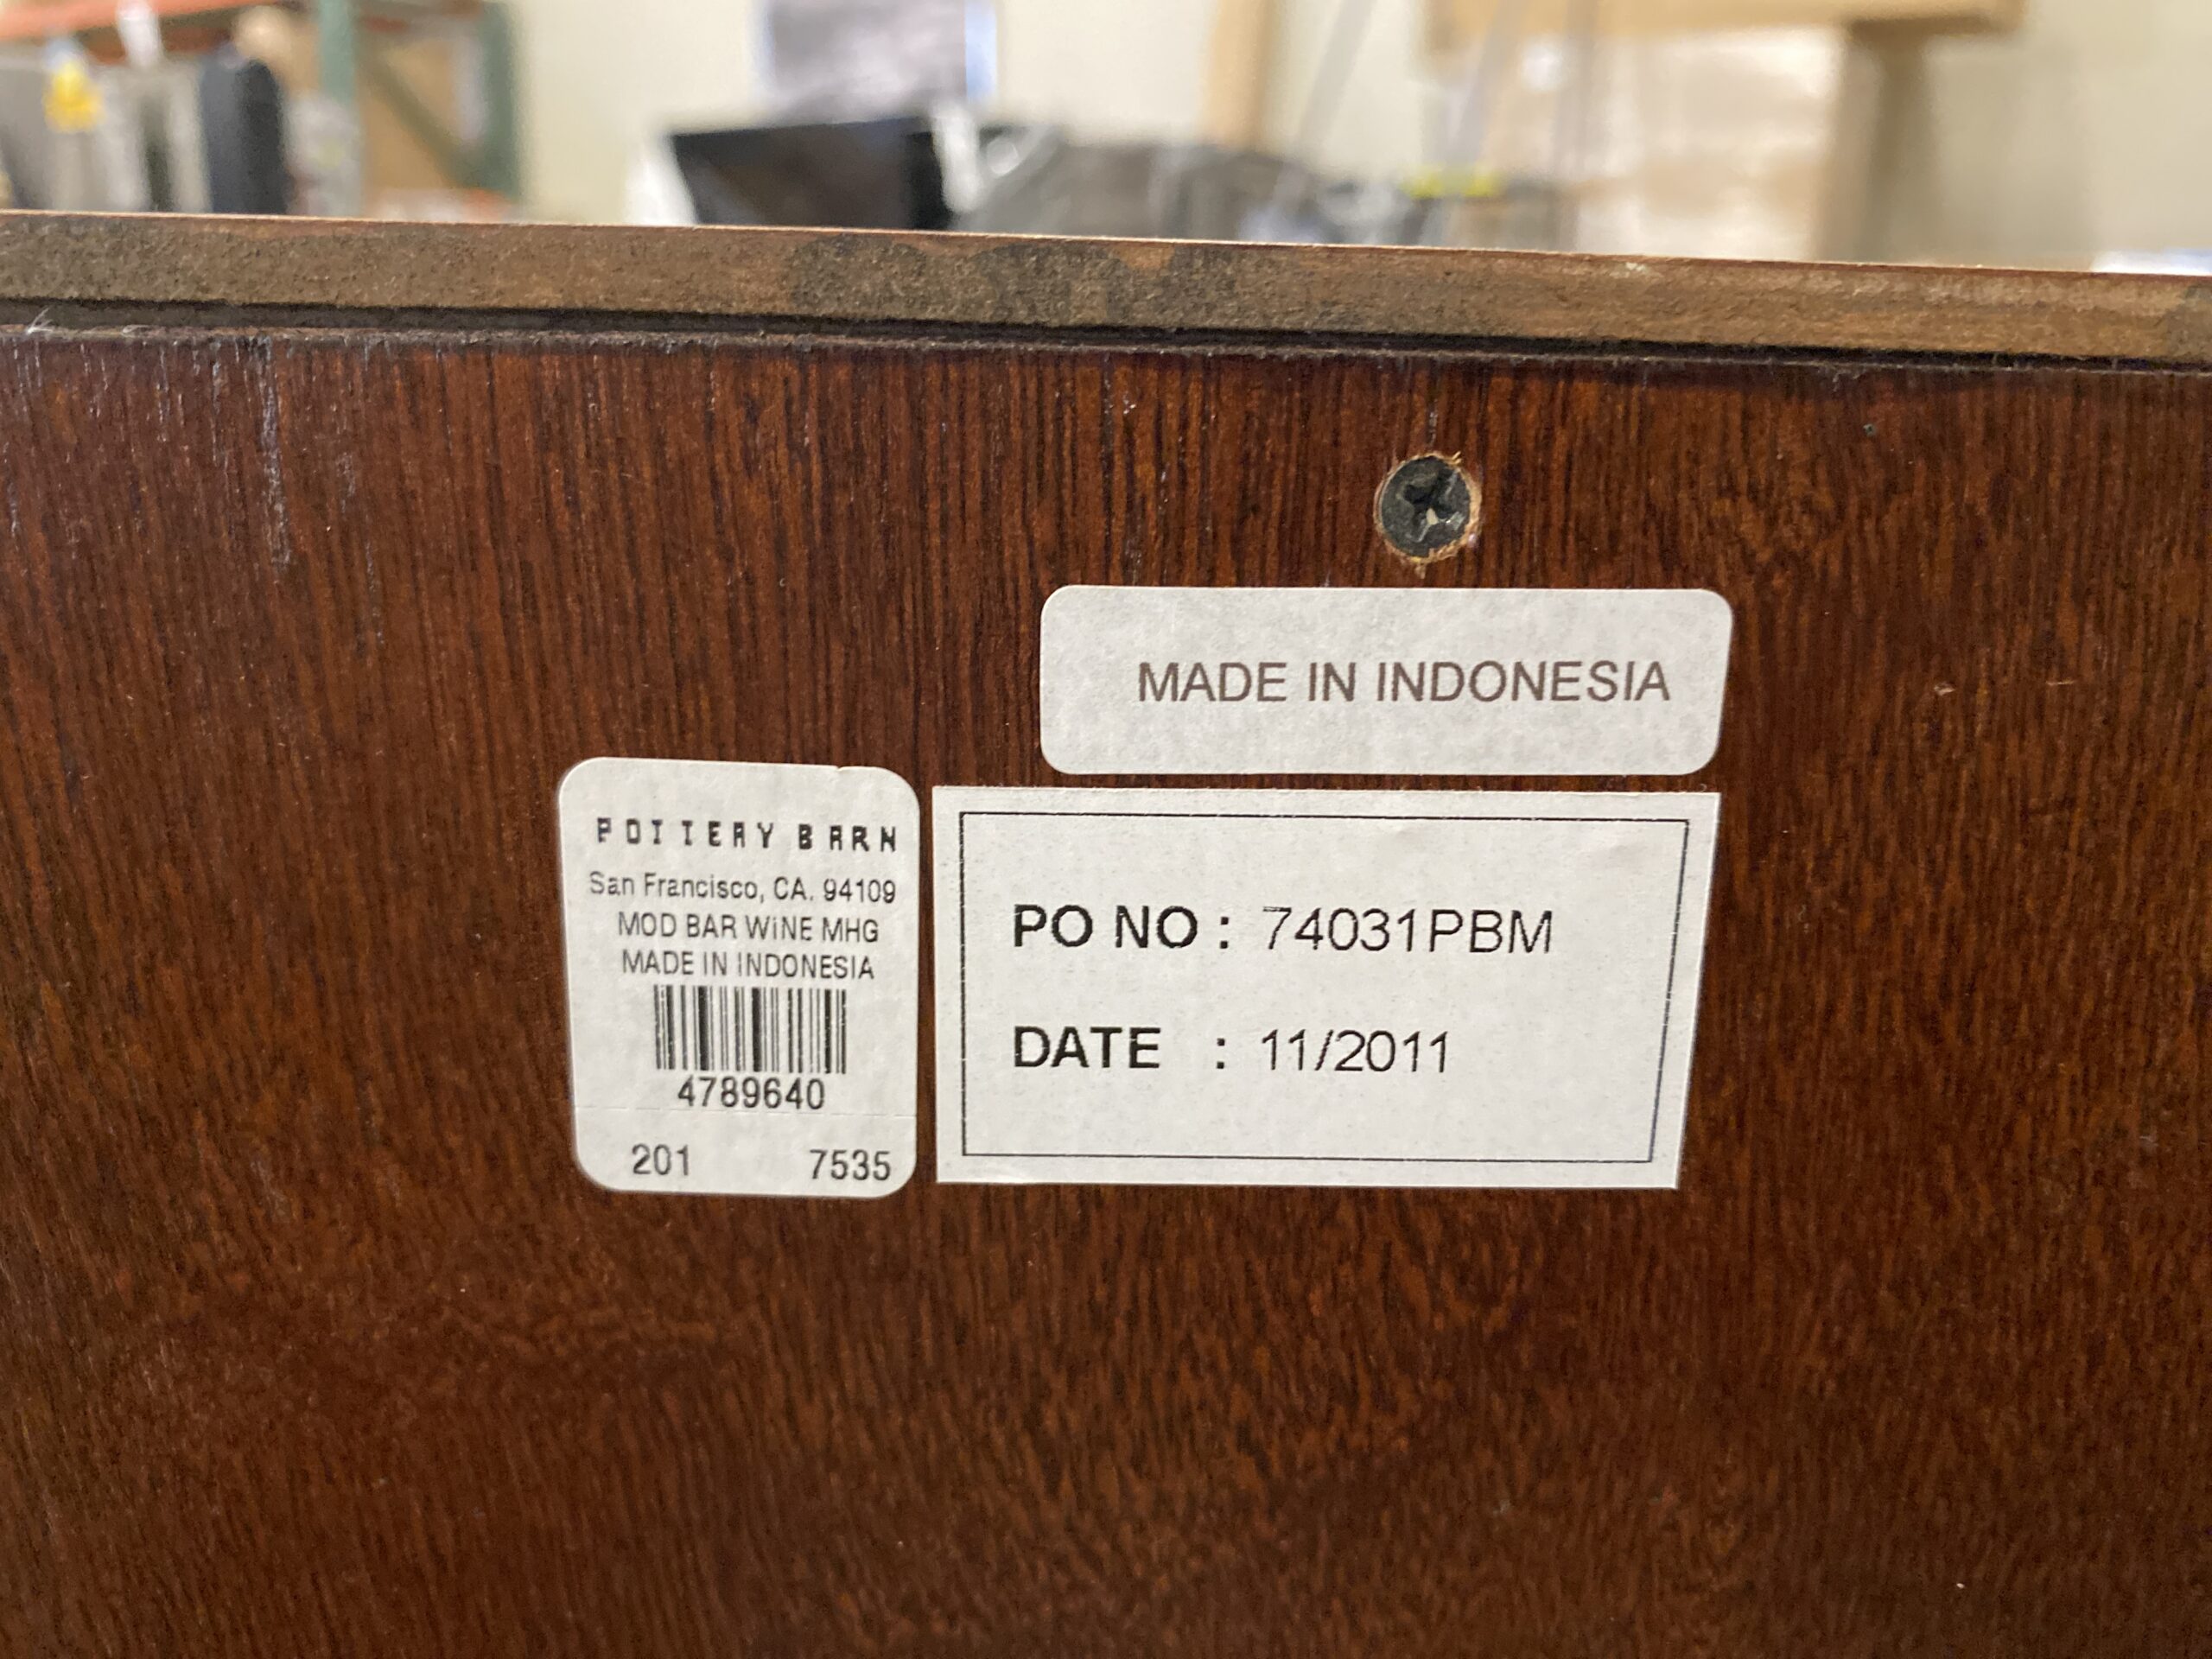 MADE IN INDONESIA
POTTERY BARN
San Francisco, CA. 94109
MOD BAR WINE MHG
MADE IN INDONESIA
4789640
201 7535
PO NO : 74031PBM
DATE : 11/2011